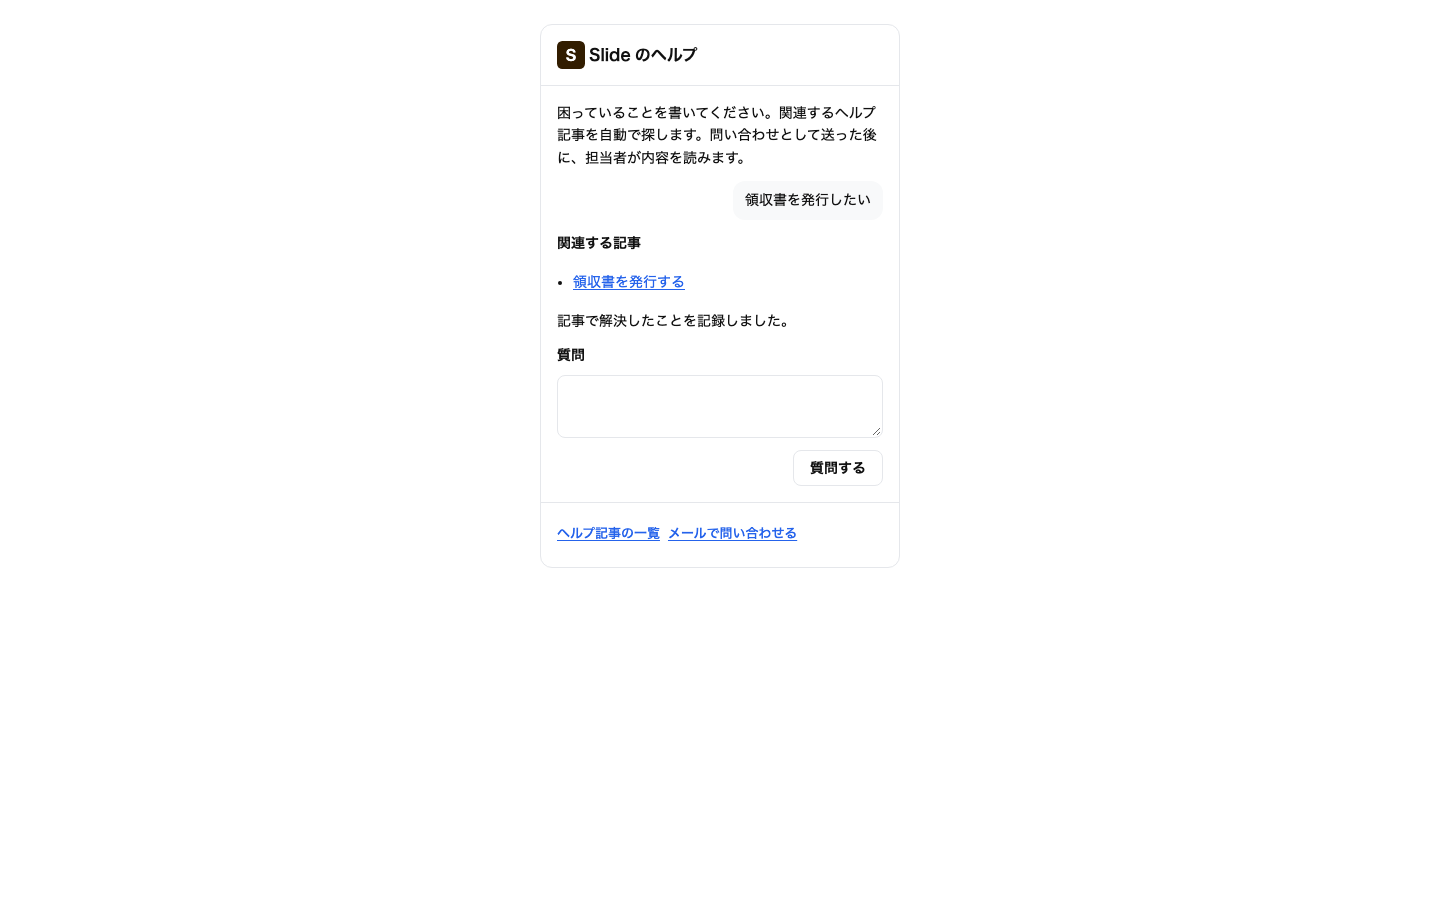 S Slide のヘルプ
困っていることを書いてください。関連するヘルプ
記事を自動で探します。問い合わせとして送った後
に、担当者が内容を読みます。
領収書を発行したい
関連する記事
• 領収書を発行する
記事で解決したことを記録しました。
質問
質問する
ヘルプ記事の一覧 メールで問い合わせる